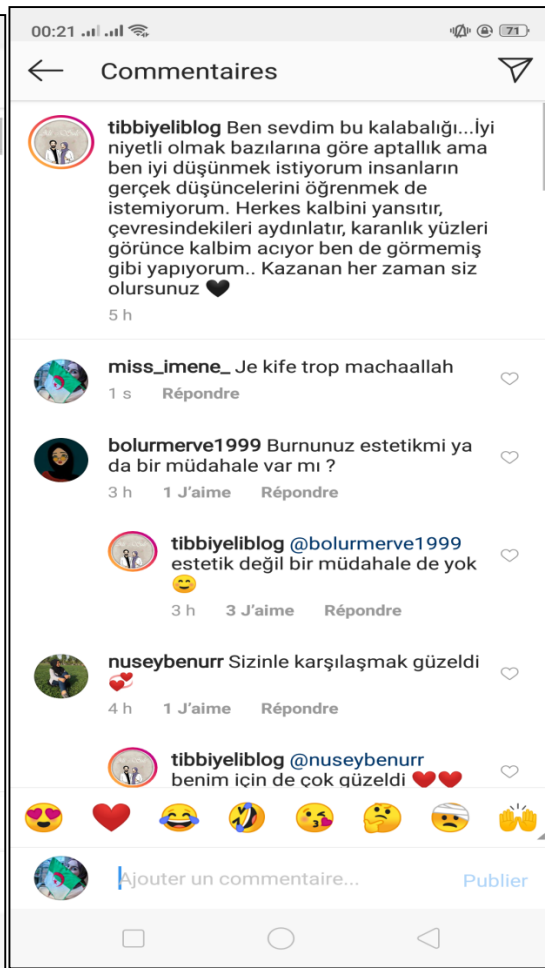 00:21
71
Commentaires
tibbiyeliblog Ben sevdim bu kalabalığı...İyi
niyetli olmak bazılarına göre aptallık ama
ben iyi düşünmek istiyorum insanların
gerçek düşüncelerini öğrenmek de
istemiyorum. Herkes kalbini yansıtır,
çevresindekileri aydınlatır, karanlık yüzleri
görünce kalbim acıyor ben de görmemiş
gibi yapıyorum.. Kazanan her zaman siz
olursunuz 🖤
5 h
miss_imene_ Je kife trop machaallah
1 s Répondre
bolurmerve1999 Burnunuz estetikmi ya
da bir müdahale var mı ?
3 h 1 J'aime Répondre
tibbiyeliblog @bolurmerve1999
estetik değil bir müdahale de yok
😊
3 h 3 J'aime Répondre
nuseybenurr Sizinle karşılaşmak güzeldi
💞
4 h 1 J'aime Répondre
tibbiyeliblog @nuseybenurr
benim için de çok güzeldi ❤️❤️
😍 ❤️ 😂 🤣 😘 🤔 🤕 🙌
Ajouter un commentaire... Publier